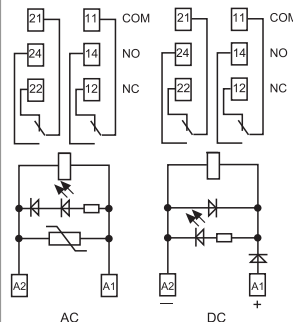 21 11 COM 21 11 COM
24 14 NO 24 14 NO
22 12 NC 22 12 NC
A2 A1 A2 A1
− +
AC DC